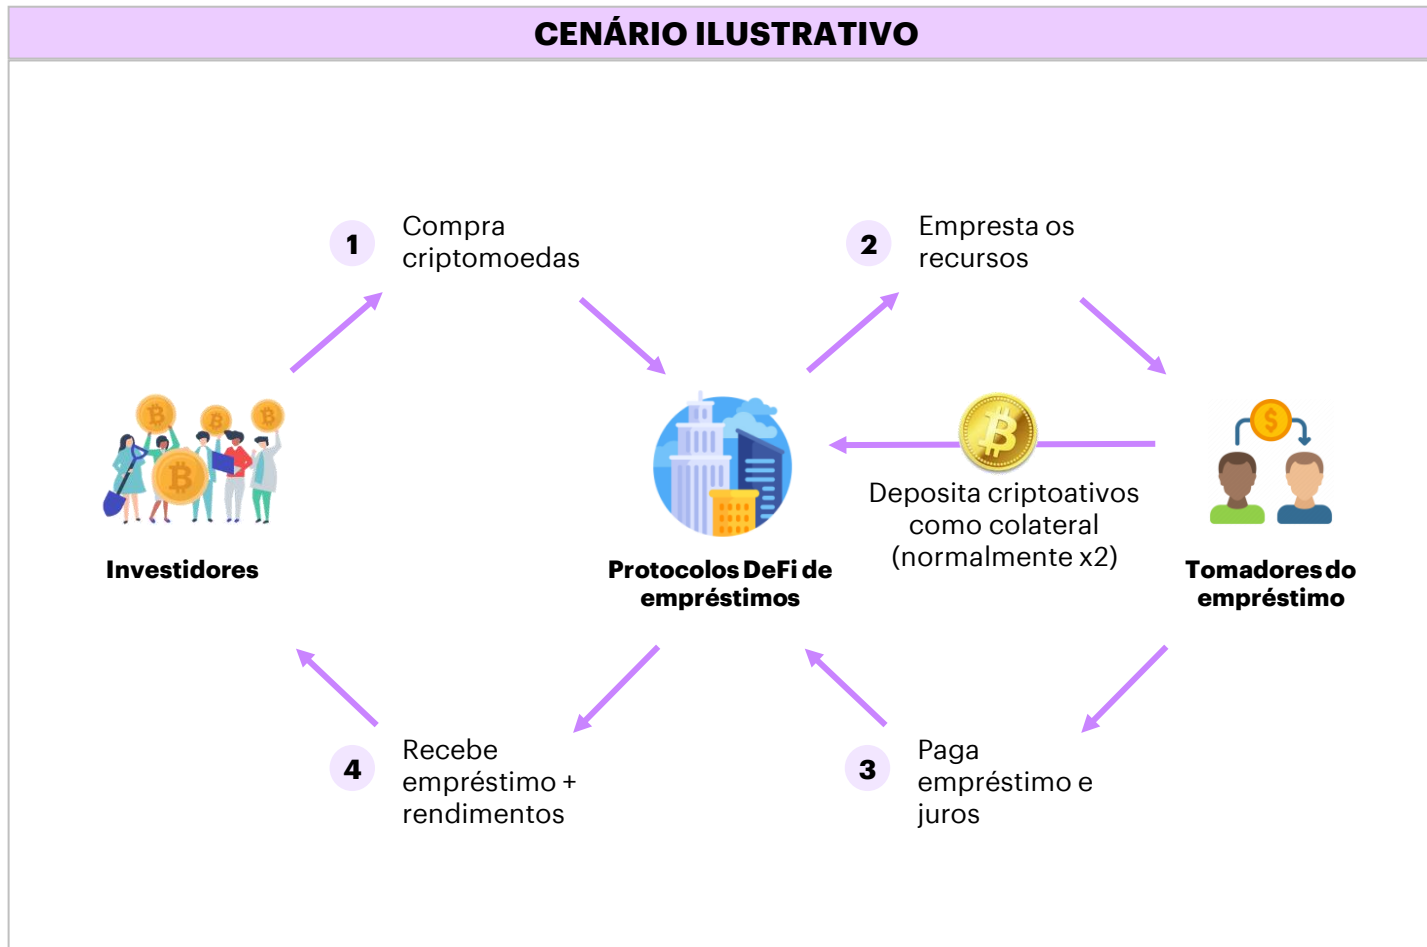 CENÁRIO ILUSTRATIVO
1
Compra
criptomoedas
2
Empresta os
recursos
Deposita criptoativos
como colateral
(normalmente x2)
Investidores
Protocolos DeFi de
empréstimos
Tomadores do
empréstimo
4
Recebe
empréstimo +
rendimentos
3
Paga
empréstimo e
juros